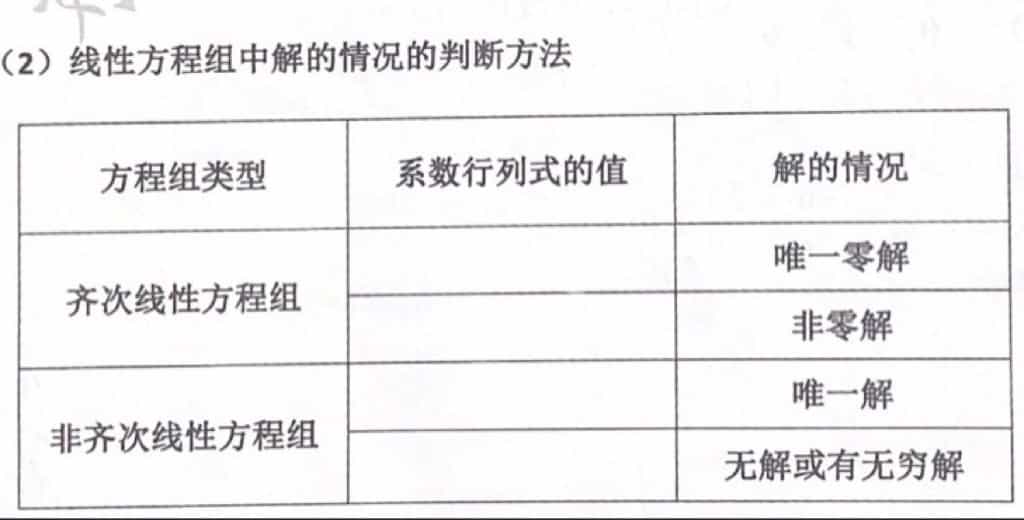 （2）线性方程组中解的情况的判断方法
方程组类型 系数行列式的值 解的情况
齐次线性方程组
唯一零解
非零解
非齐次线性方程组
唯一解
无解或有无穷解